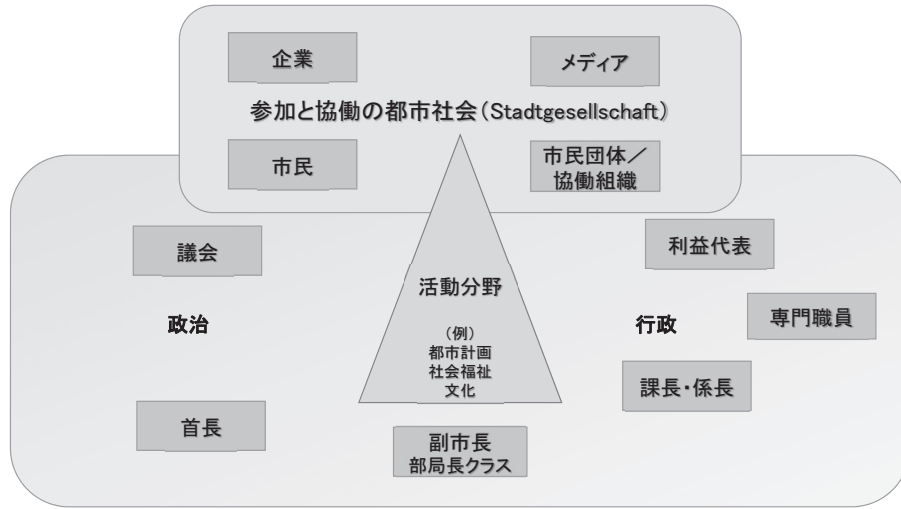 企業
メディア
参加と協働の都市社会（Stadtgesellschaft）
市民
市民団体／
協働組織
議会
利益代表
活動分野
政治
行政
専門職員
（例）
都市計画
社会福祉
文化
課長・係長
首長
副市長
部局長クラス